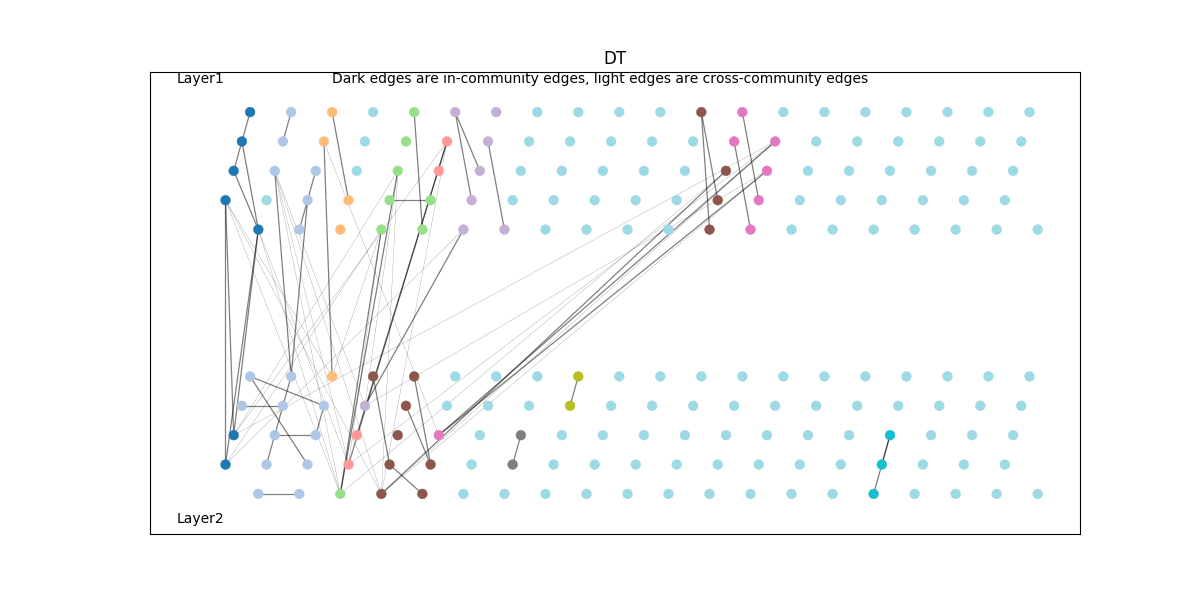 DT
Layer1
Dark edges are in-community edges, light edges are cross-community edges
Layer2